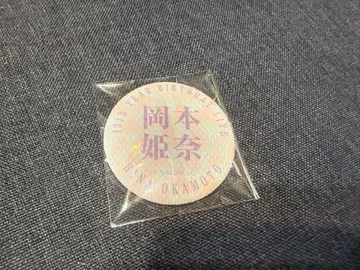 13th YEAR BIRTHDAY LIVE
岡本
姫奈
HINA OKAMOTO